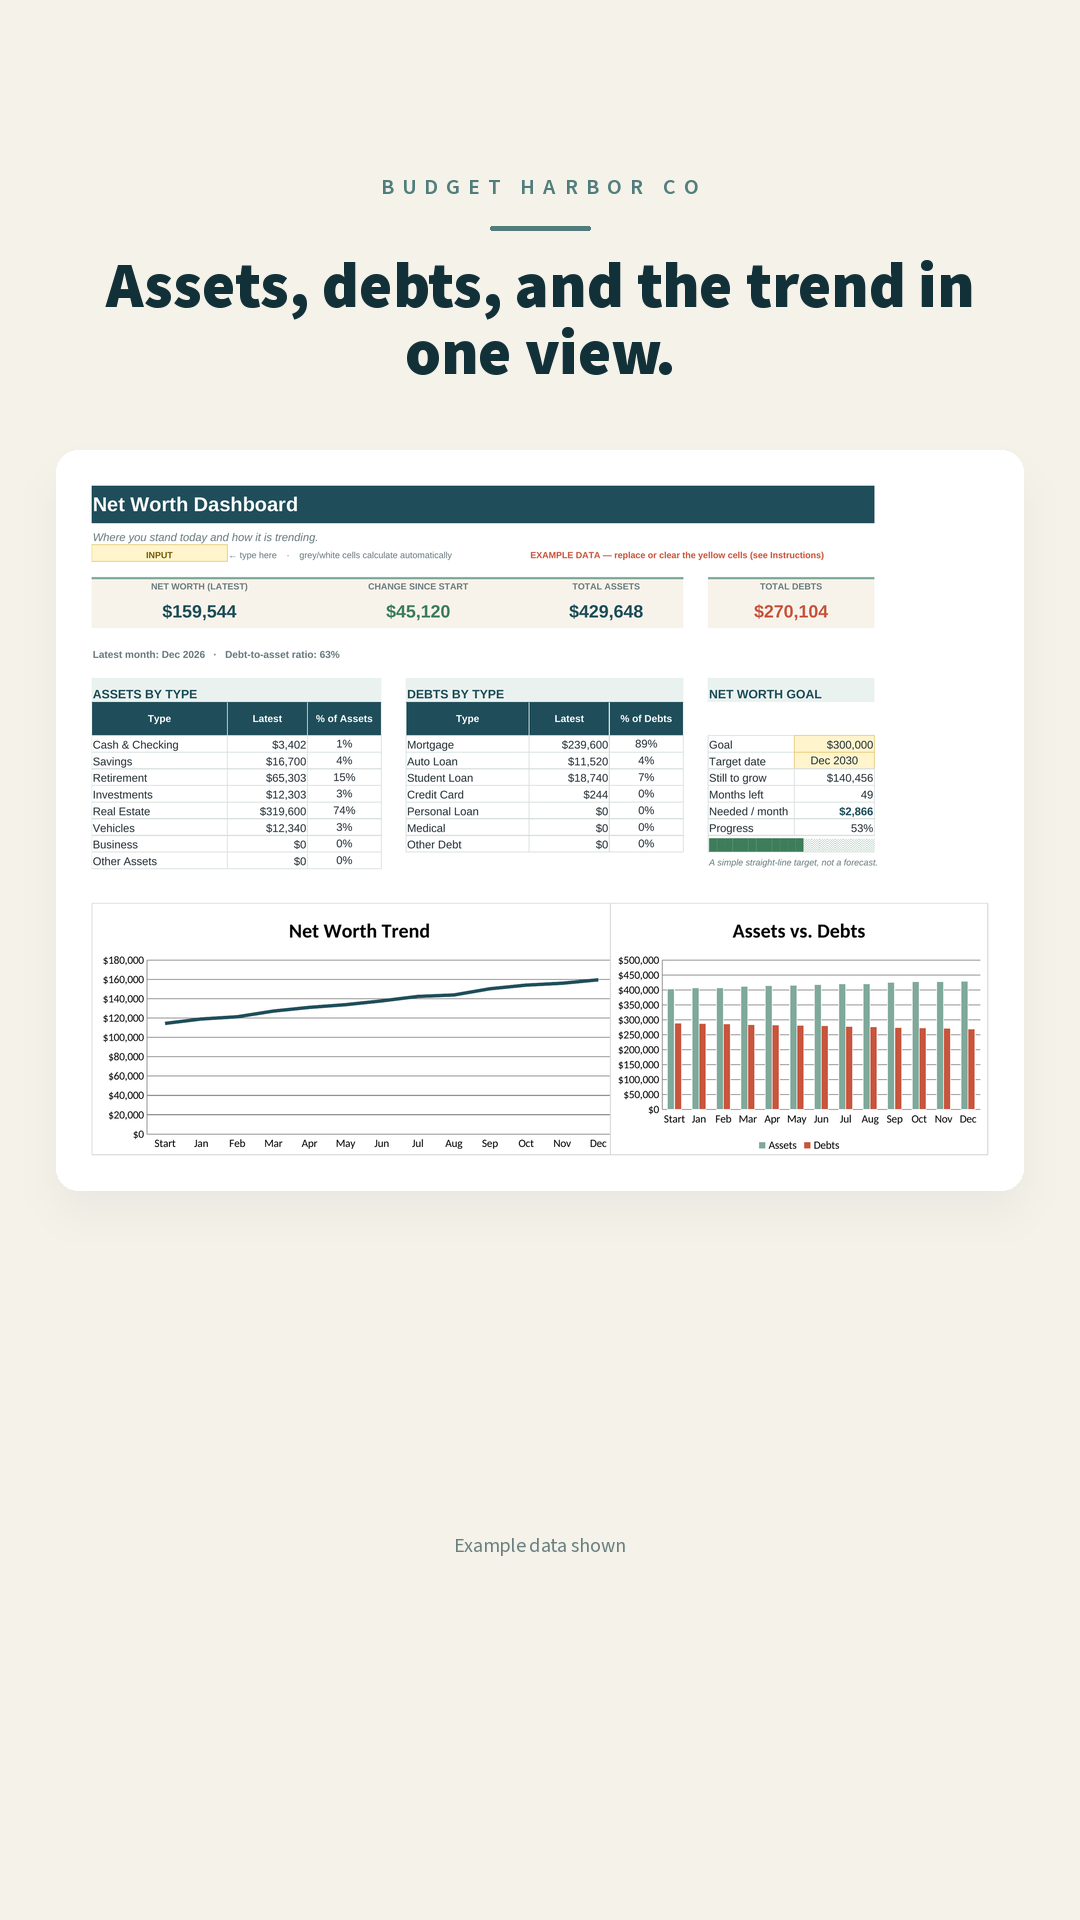 BUDGET HARBOR CO
Assets, debts, and the trend in
one view.
Net Worth Dashboard
Where you stand today and how it is trending.
INPUT ← type here · grey/white cells calculate automatically EXAMPLE DATA — replace or clear the yellow cells (see Instructions)
NET WORTH (LATEST) CHANGE SINCE START TOTAL ASSETS TOTAL DEBTS
$159,544 $45,120 $429,648 $270,104
Latest month: Dec 2026 · Debt-to-asset ratio: 63%
ASSETS BY TYPE
Type Latest % of Assets
Cash & Checking $3,402 1%
Savings $16,700 4%
Retirement $65,303 15%
Investments $12,303 3%
Real Estate $319,600 74%
Vehicles $12,340 3%
Business $0 0%
Other Assets $0 0%
DEBTS BY TYPE
Type Latest % of Debts
Mortgage $239,600 89%
Auto Loan $11,520 4%
Student Loan $18,740 7%
Credit Card $244 0%
Personal Loan $0 0%
Medical $0 0%
Other Debt $0 0%
NET WORTH GOAL
Goal $300,000
Target date Dec 2030
Still to grow $140,456
Months left 49
Needed / month $2,866
Progress 53%
A simple straight-line target, not a forecast.
Net Worth Trend
$180,000
$160,000
$140,000
$120,000
$100,000
$80,000
$60,000
$40,000
$20,000
$0
Start Jan Feb Mar Apr May Jun Jul Aug Sep Oct Nov Dec
Assets vs. Debts
$500,000
$450,000
$400,000
$350,000
$300,000
$250,000
$200,000
$150,000
$100,000
$50,000
$0
Start Jan Feb Mar Apr May Jun Jul Aug Sep Oct Nov Dec
Assets Debts
Example data shown